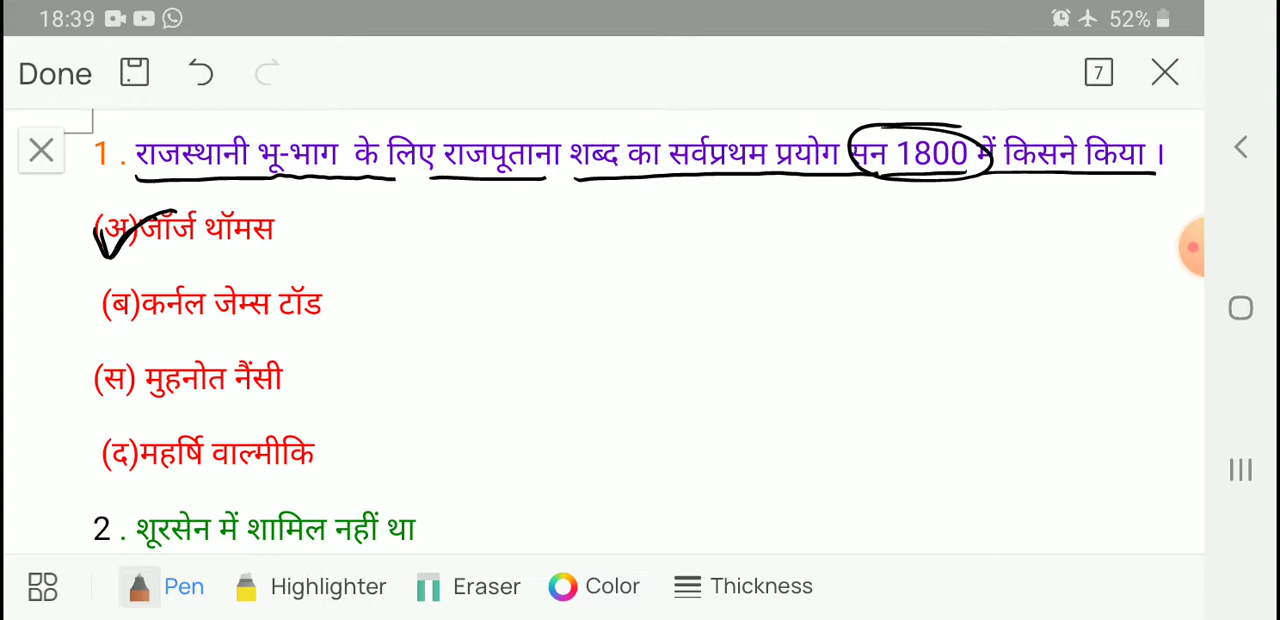 18:39 52%
Done 7
1 . राजस्थानी भू-भाग के लिए राजपूताना शब्द का सर्वप्रथम प्रयोग सन 1800 में किसने किया ।
(अ)जॉर्ज थॉमस
(ब)कर्नल जेम्स टॉड
(स) मुहनोत नैंसी
(द)महर्षि वाल्मीकि
2 . शूरसेन में शामिल नहीं था
Pen Highlighter Eraser Color Thickness